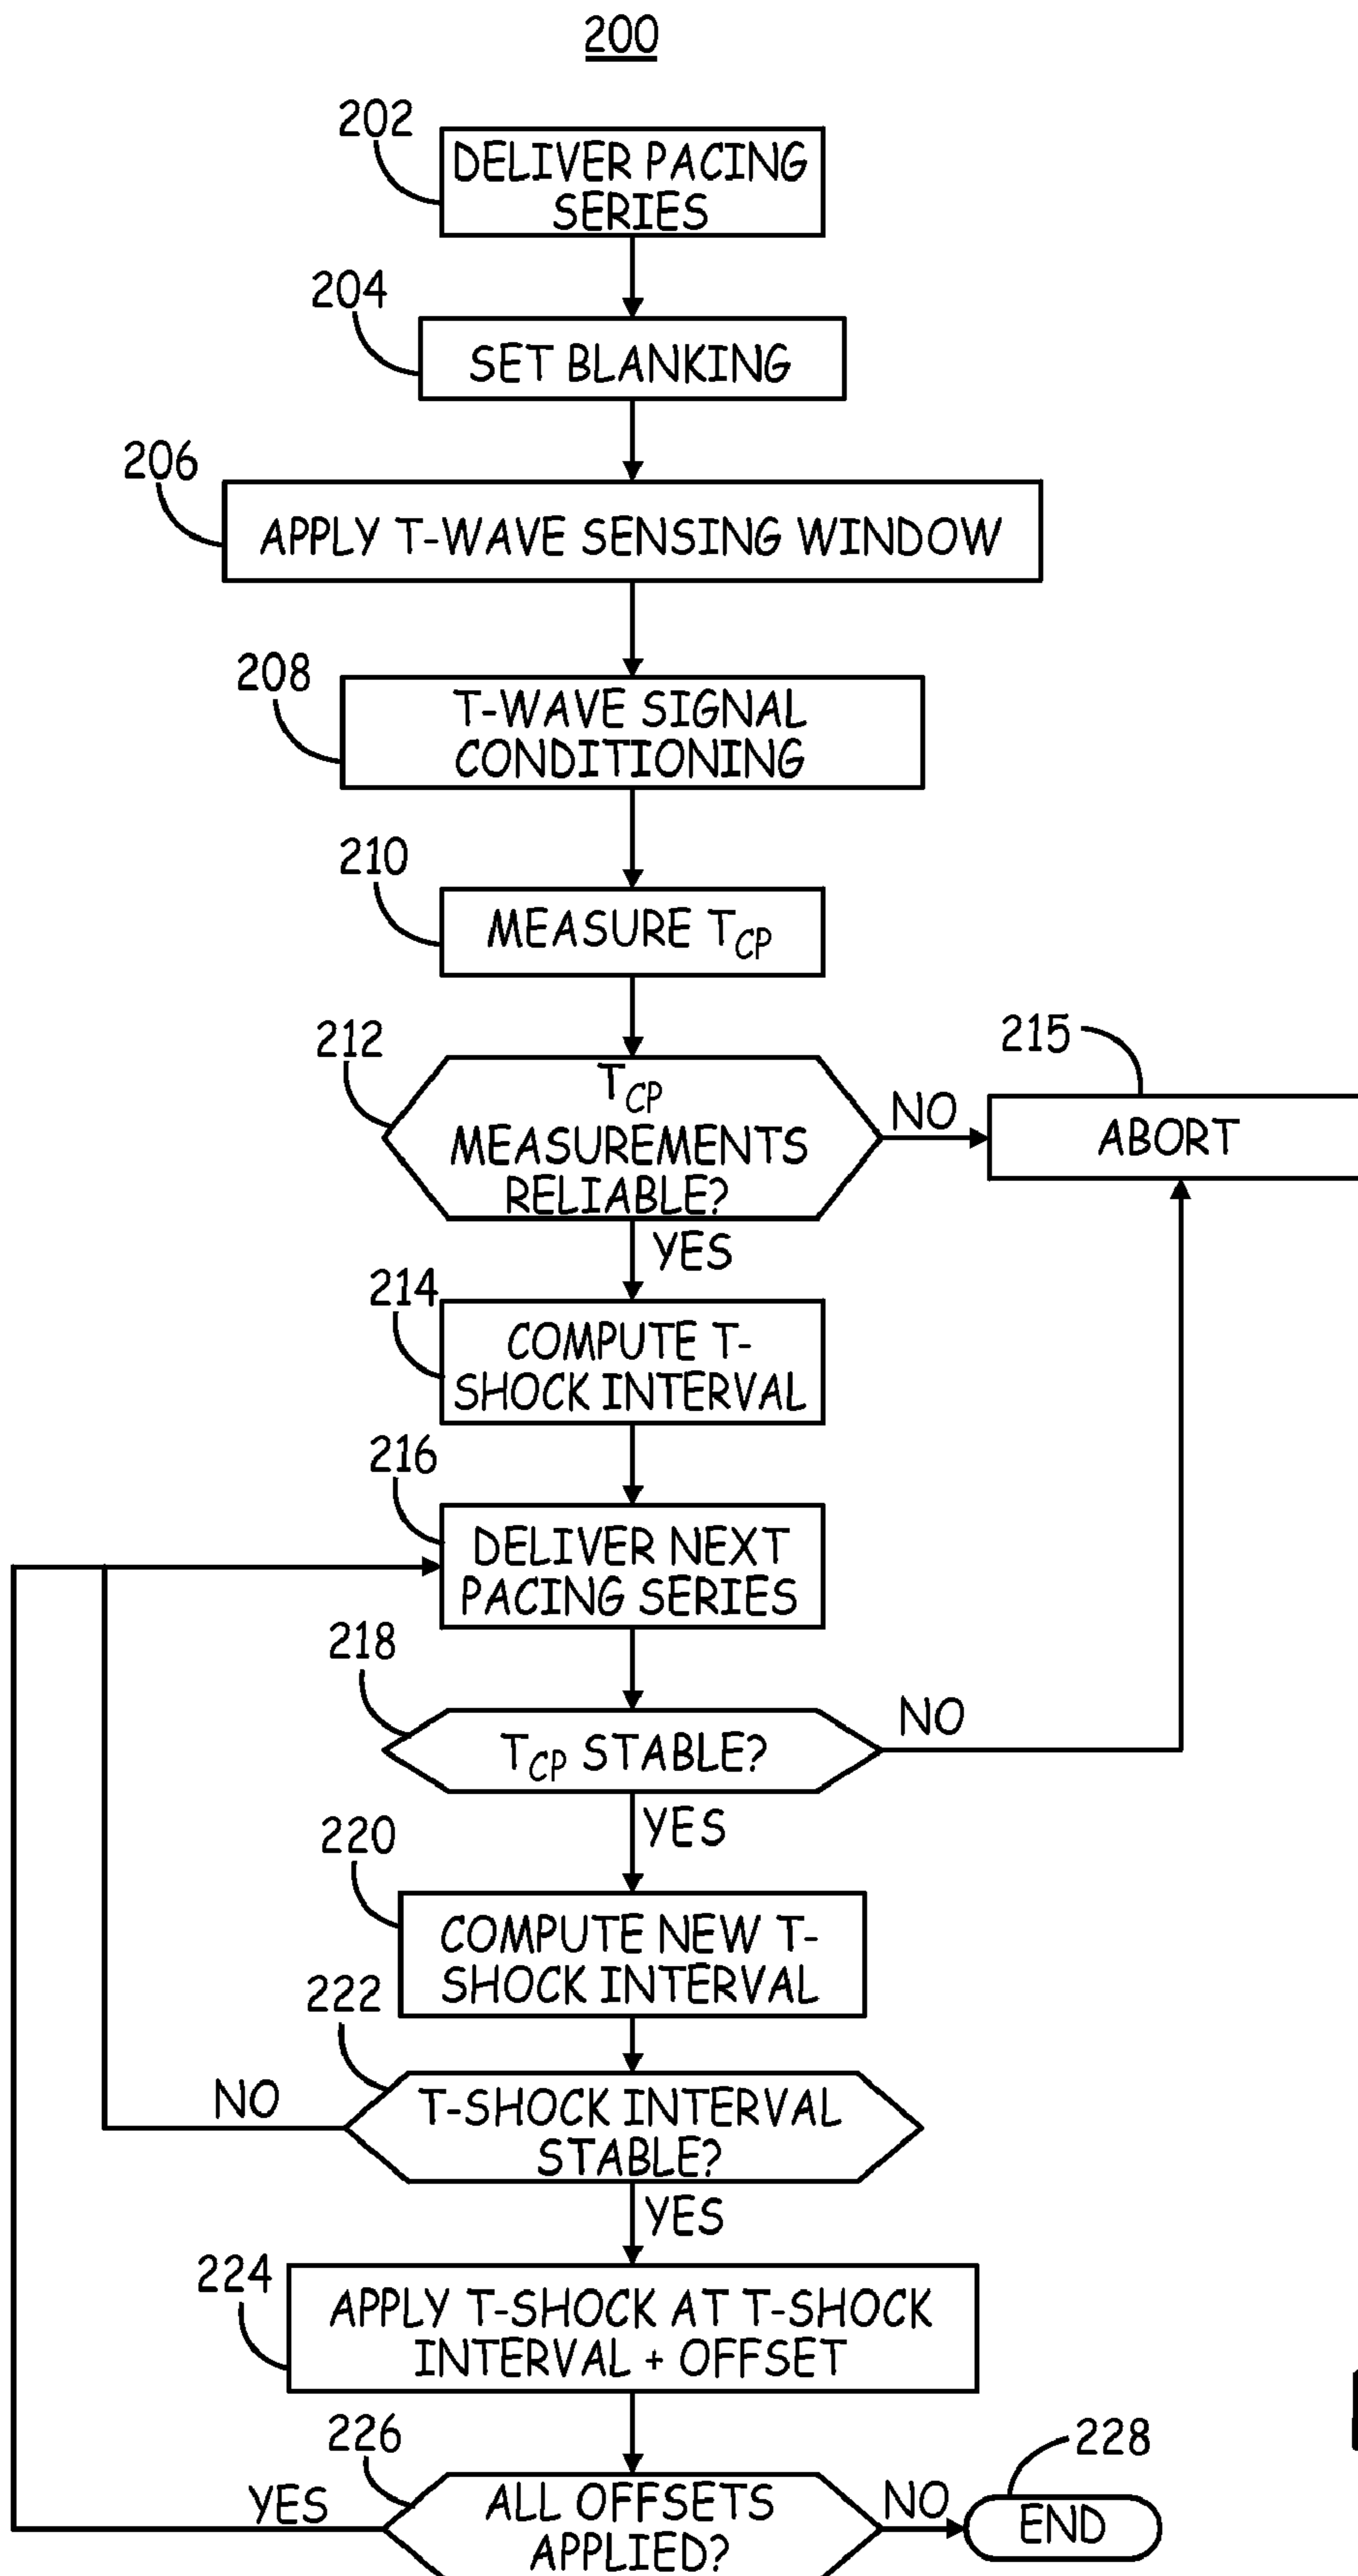 200
202
DELIVER PACING
SERIES
204
SET BLANKING
206
APPLY T-WAVE SENSING WINDOW
208
T-WAVE SIGNAL
CONDITIONING
210
MEASURE TCP
212
TCP
MEASUREMENTS
RELIABLE?
NO
215
ABORT
YES
214
COMPUTE T-
SHOCK INTERVAL
216
DELIVER NEXT
PACING SERIES
218
TCP STABLE?
NO
YES
220
COMPUTE NEW T-
SHOCK INTERVAL
222
T-SHOCK INTERVAL
STABLE?
NO
YES
224
APPLY T-SHOCK AT T-SHOCK
INTERVAL + OFFSET
226
ALL OFFSETS
APPLIED?
YES
NO
228
END